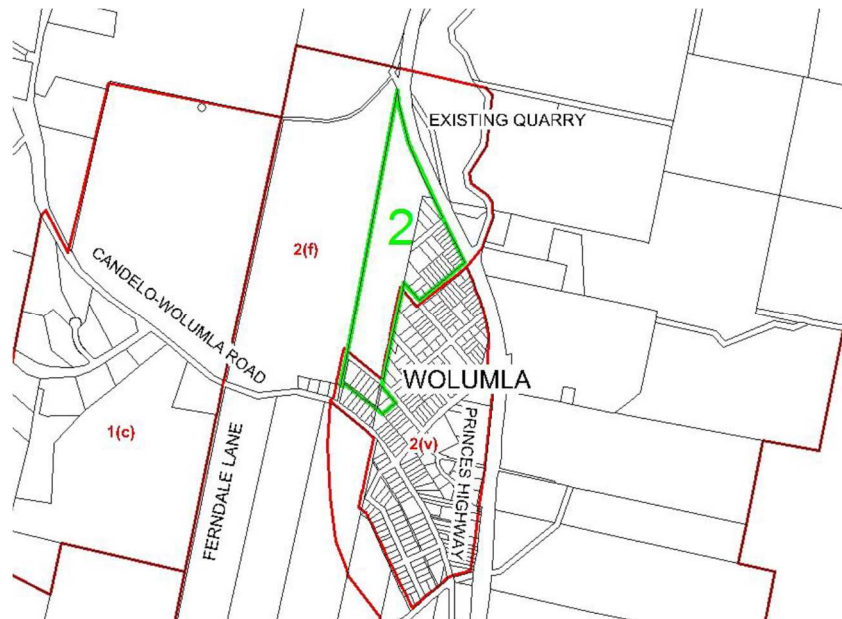 EXISTING QUARRY
2
2(f)
CANDELO-WOLUMLA ROAD
WOLUMLA
1(c)
FERNDALE LANE
2(v)
PRINCES HIGHWAY